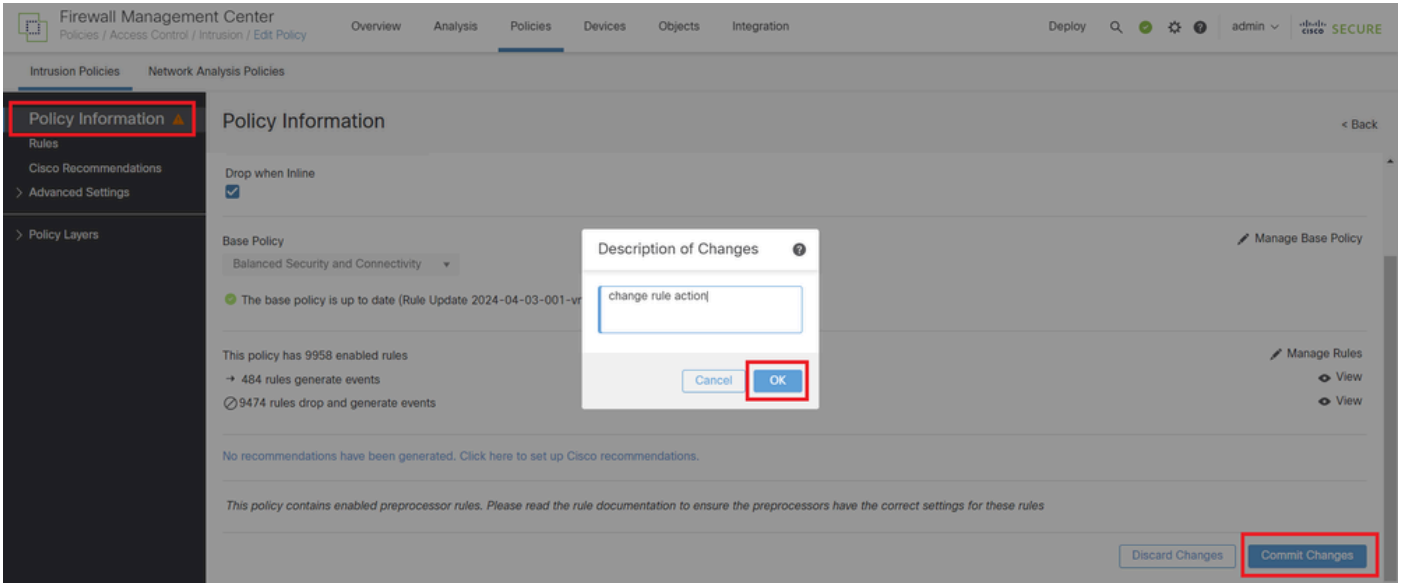 Firewall Management Center
Policies / Access Control / Intrusion / Edit Policy
Overview Analysis Policies Devices Objects Integration
Deploy admin cisco SECURE
Intrusion Policies Network Analysis Policies
Policy Information
Rules
Cisco Recommendations
Advanced Settings
Policy Layers
Policy Information
< Back
Drop when Inline
Base Policy
Manage Base Policy
Balanced Security and Connectivity
The base policy is up to date (Rule Update 2024-04-03-001-vr
This policy has 9958 enabled rules
Manage Rules
484 rules generate events
View
9474 rules drop and generate events
View
No recommendations have been generated. Click here to set up Cisco recommendations.
This policy contains enabled preprocessor rules. Please read the rule documentation to ensure the preprocessors have the correct settings for these rules
Discard Changes Commit Changes
Description of Changes
change rule action
Cancel OK